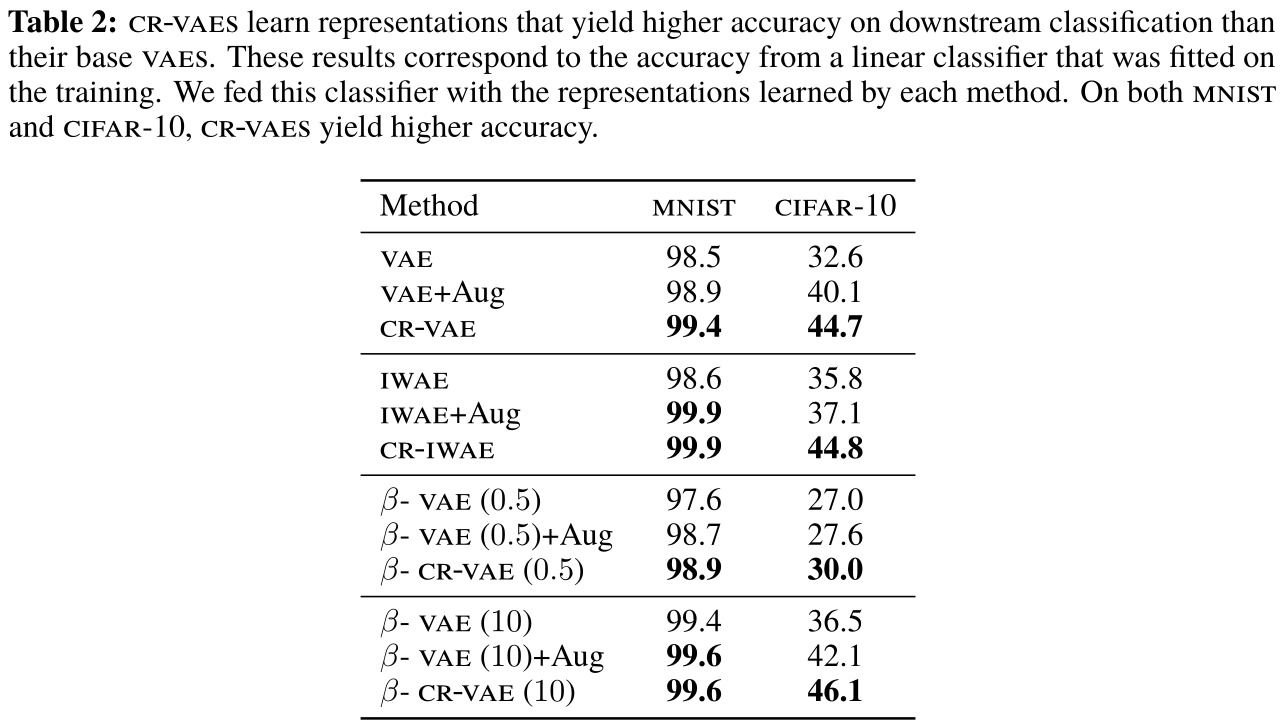 Table 2: CR-VAES learn representations that yield higher accuracy on downstream classification than
their base VAES. These results correspond to the accuracy from a linear classifier that was fitted on
the training. We fed this classifier with the representations learned by each method. On both MNIST
and CIFAR-10, CR-VAES yield higher accuracy.
Method MNIST CIFAR-10
VAE 98.5 32.6
VAE+Aug 98.9 40.1
CR-VAE 99.4 44.7
IWAE 98.6 35.8
IWAE+Aug 99.9 37.1
CR-IWAE 99.9 44.8
β- VAE (0.5) 97.6 27.0
β- VAE (0.5)+Aug 98.7 27.6
β- CR-VAE (0.5) 98.9 30.0
β- VAE (10) 99.4 36.5
β- VAE (10)+Aug 99.6 42.1
β- CR-VAE (10) 99.6 46.1